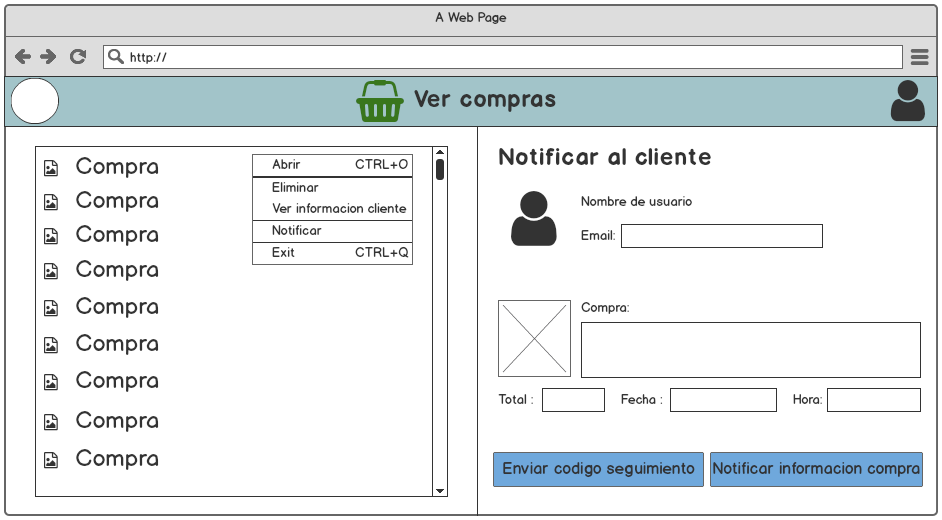 A Web Page
http://
Ver compras
Compra
Compra
Compra
Compra
Compra
Compra
Compra
Compra
Compra
Abrir CTRL+O
Eliminar
Ver informacion cliente
Notificar
Exit CTRL+Q
Notificar al cliente
Nombre de usuario
Email:
Compra:
Total : Fecha : Hora:
Enviar codigo seguimiento Notificar informacion compra